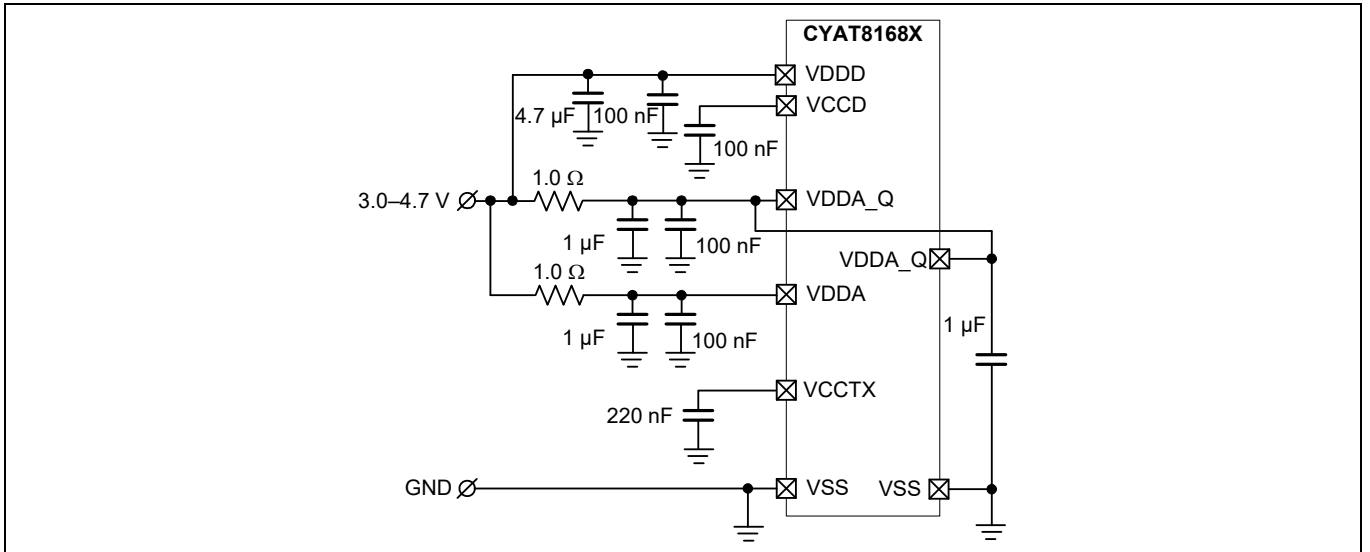 CYAT8168X
VDDD
VCCD
4.7 µF
100 nF
100 nF
1.0 Ω
3.0–4.7 V
VDDA_Q
1 µF
100 nF
VDDA_Q
1.0 Ω
VDDA
1 µF
100 nF
1 µF
VCCTX
220 nF
GND
VSS
VSS